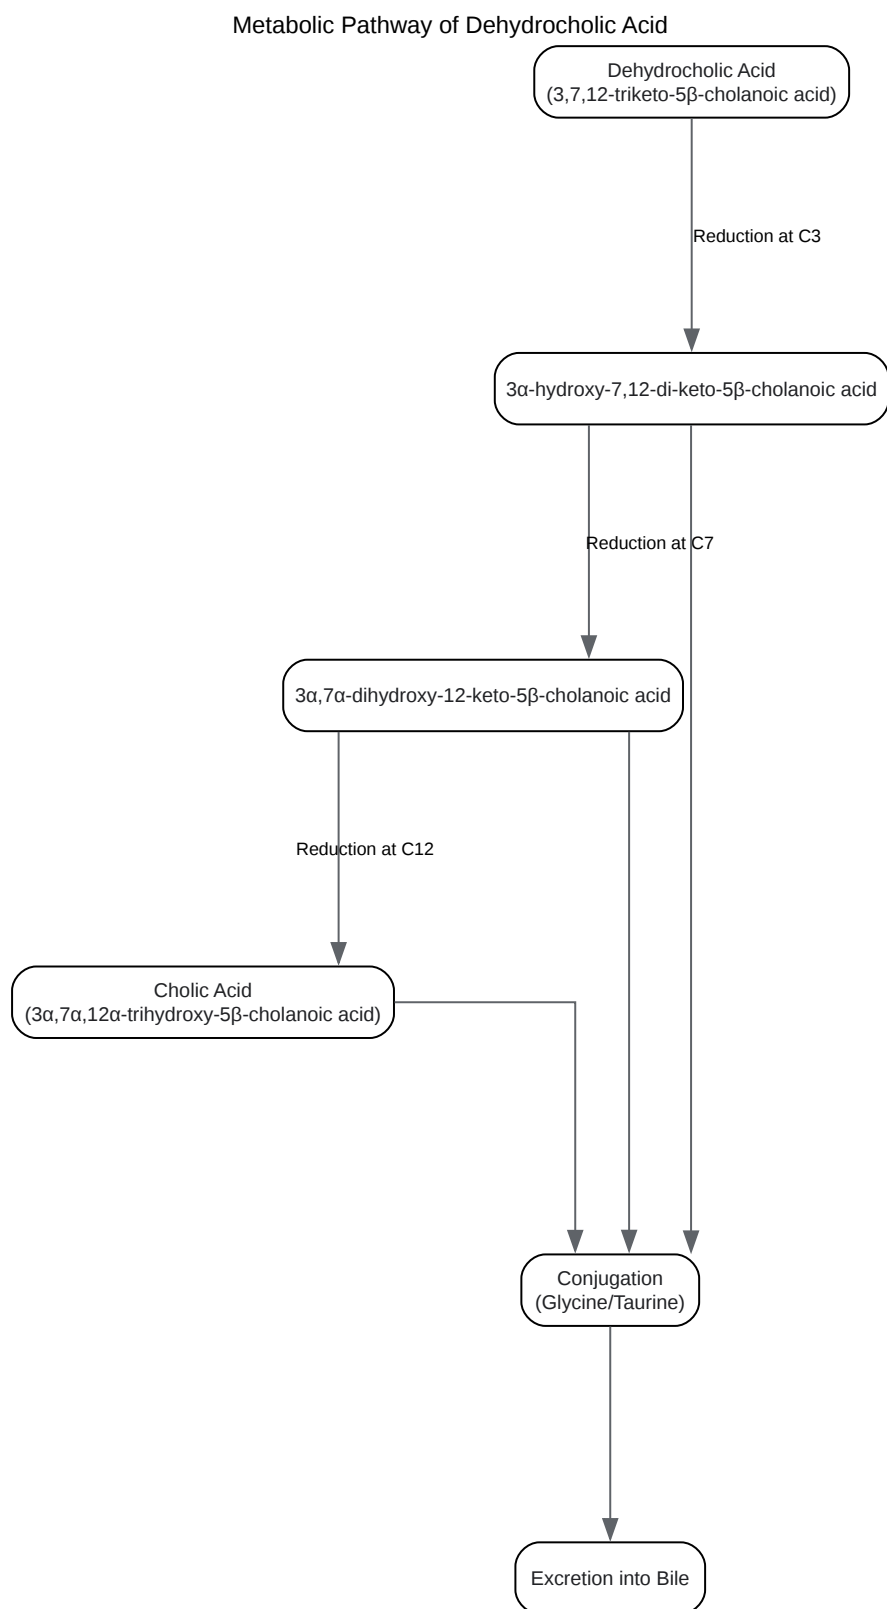 Metabolic Pathway of Dehydrocholic Acid
Dehydrocholic Acid
(3,7,12-triketo-5β-cholanoic acid)
Reduction at C3
3α-hydroxy-7,12-di-keto-5β-cholanoic acid
Reduction at C7
3α,7α-dihydroxy-12-keto-5β-cholanoic acid
Reduction at C12
Cholic Acid
(3α,7α,12α-trihydroxy-5β-cholanoic acid)
Conjugation
(Glycine/Taurine)
Excretion into Bile